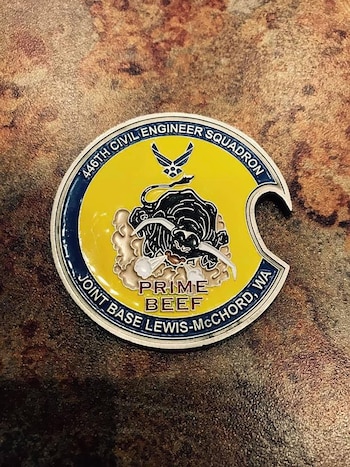 446TH CIVIL ENGINEER SQUADRON
PRIME
BEEF
JOINT BASE LEWIS-McCHORD, WA